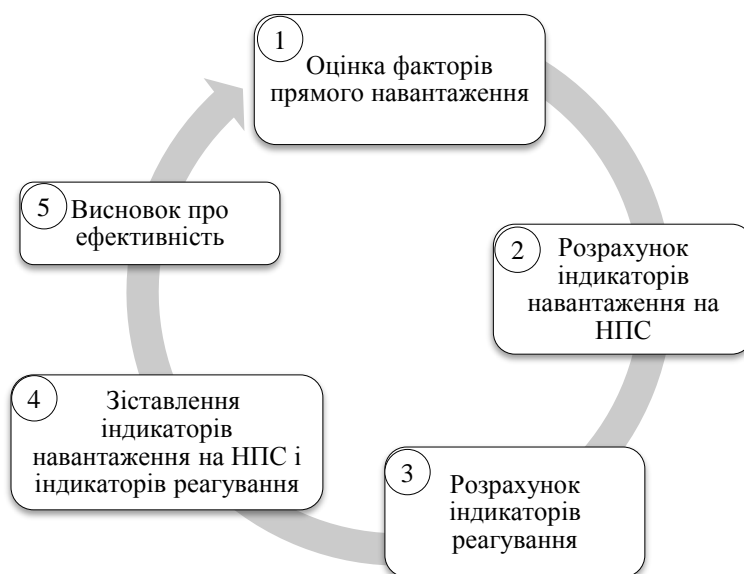 1
Оцінка факторів
прямого навантаження
2
Розрахунок
індикаторів
навантаження на
НПС
3
Розрахунок
індикаторів
реагування
4
Зіставлення
індикаторів
навантаження на НПС і
індикаторів реагування
5
Висновок про
ефективність